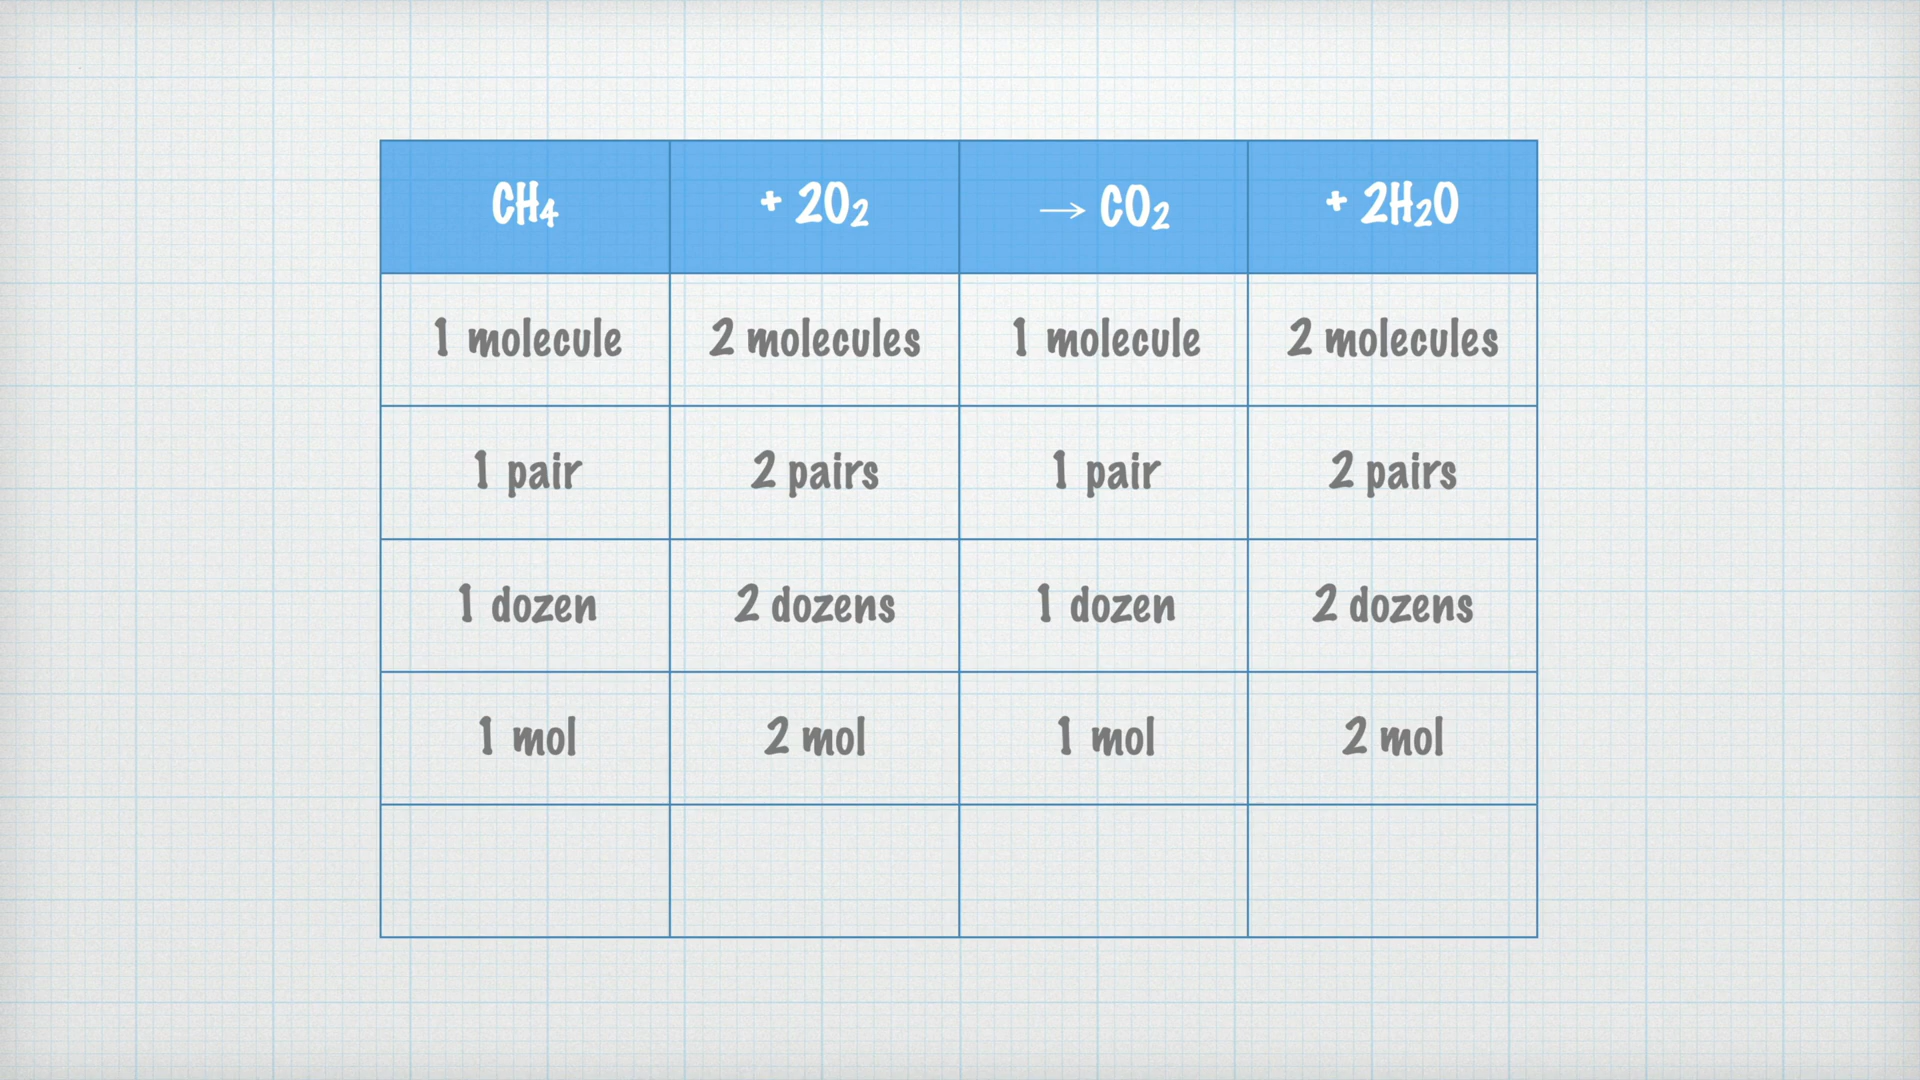 CH₄ + 2O₂ → CO₂ + 2H₂O
1 molecule 2 molecules 1 molecule 2 molecules
1 pair 2 pairs 1 pair 2 pairs
1 dozen 2 dozens 1 dozen 2 dozens
1 mol 2 mol 1 mol 2 mol